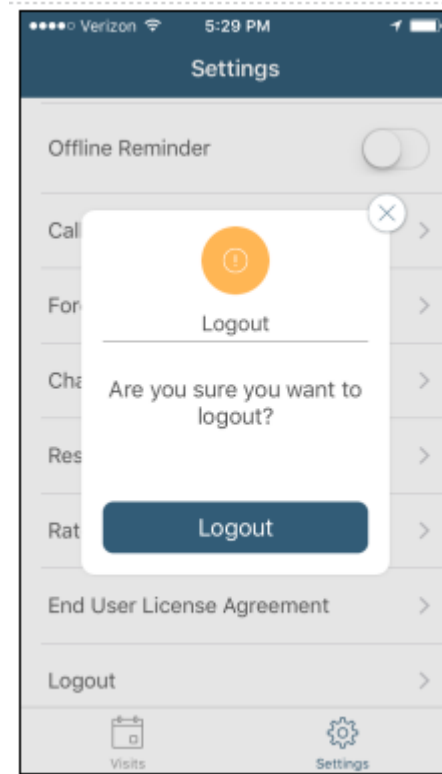 Verizon 5:29 PM
Settings
Offline Reminder
Cal
For
Logout
Cha
Are you sure you want to
logout?
Res
Rat
Logout
End User License Agreement
Logout
Visits
Settings